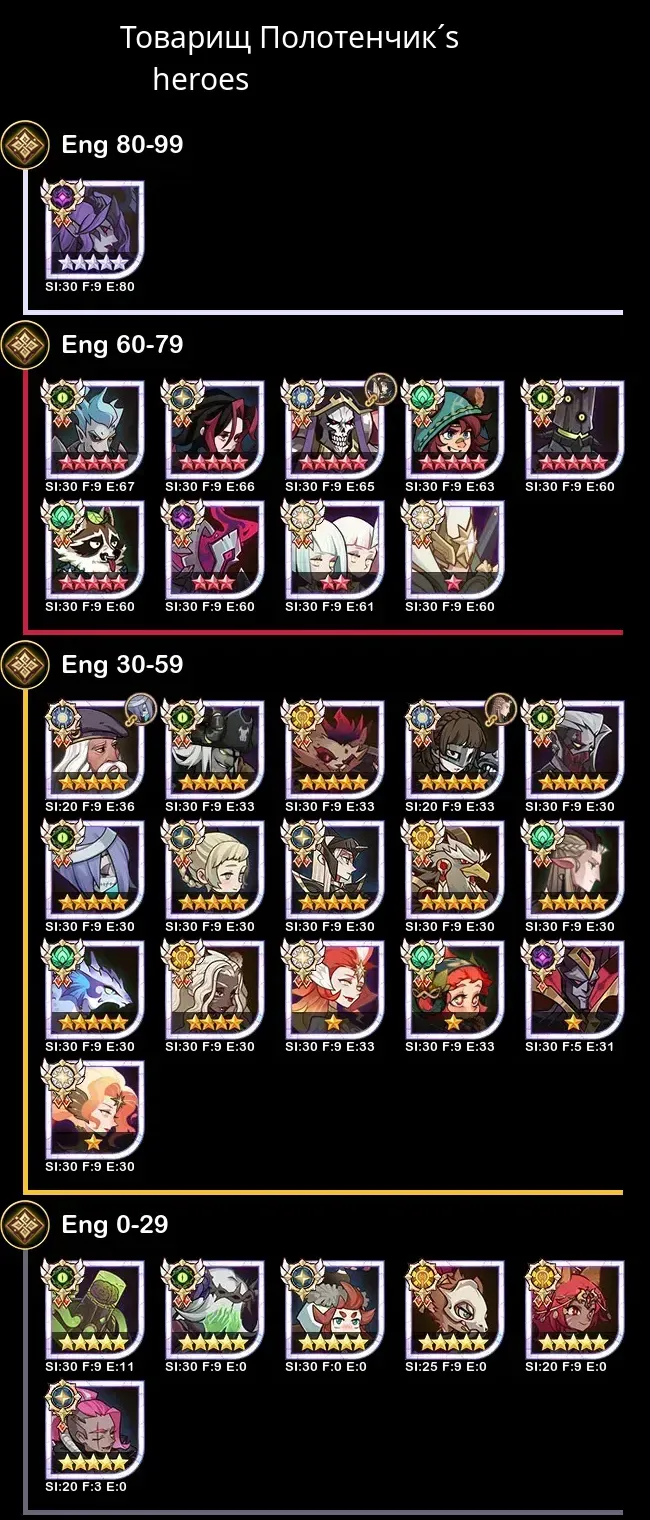 Товарищ Полотенчик´s
heroes
Eng 80-99
SI:30 F:9 E:80
Eng 60-79
SI:30 F:9 E:67 SI:30 F:9 E:66 SI:30 F:9 E:65 SI:30 F:9 E:63 SI:30 F:9 E:60
SI:30 F:9 E:60 SI:30 F:9 E:60 SI:30 F:9 E:61 SI:30 F:9 E:60
Eng 30-59
SI:20 F:9 E:36 SI:30 F:9 E:33 SI:30 F:9 E:33 SI:20 F:9 E:33 SI:30 F:9 E:30
SI:30 F:9 E:30 SI:30 F:9 E:30 SI:30 F:9 E:30 SI:30 F:9 E:30 SI:30 F:9 E:30
SI:30 F:9 E:30 SI:30 F:9 E:30 SI:30 F:9 E:33 SI:30 F:9 E:33 SI:30 F:5 E:31
SI:30 F:9 E:30
Eng 0-29
SI:30 F:9 E:11 SI:30 F:9 E:0 SI:30 F:0 E:0 SI:25 F:9 E:0 SI:20 F:9 E:0
SI:20 F:3 E:0